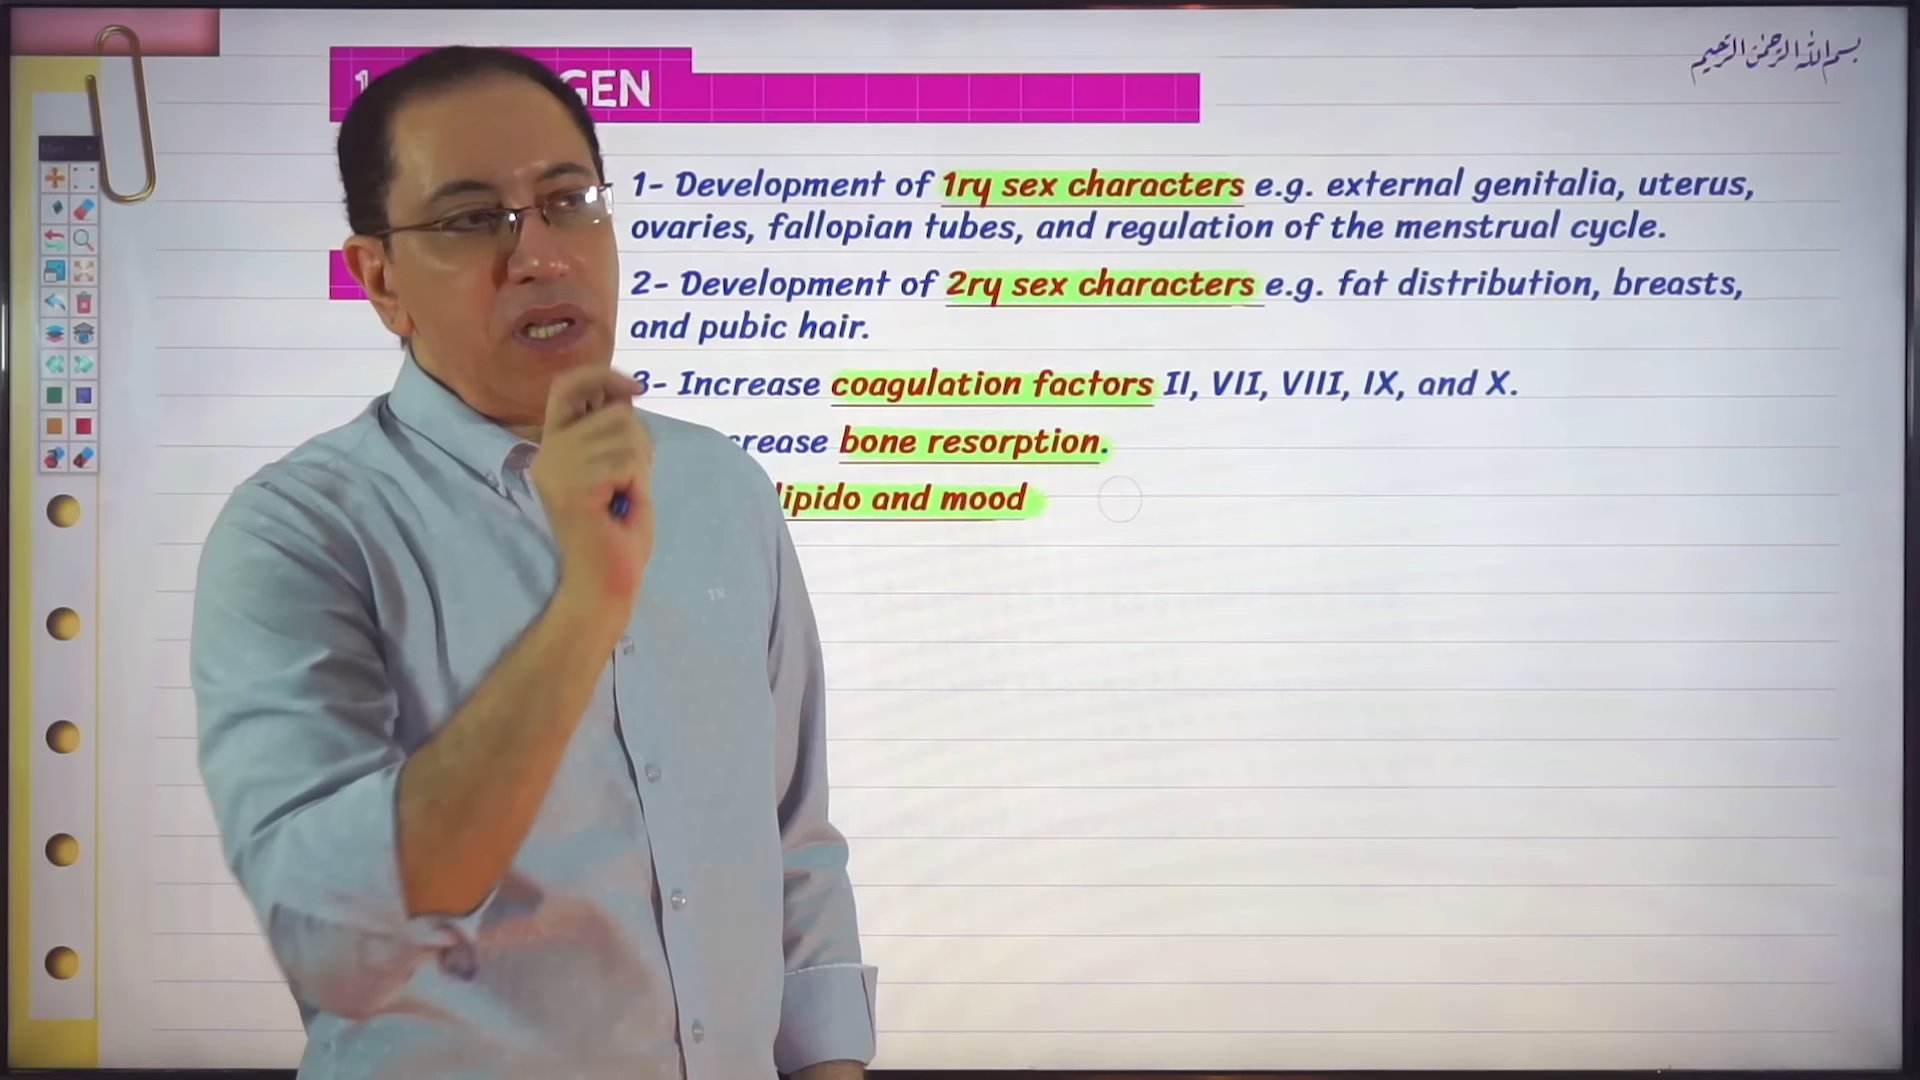 بسم الله الرحمن الرحيم
1 GEN
1- Development of 1ry sex characters e.g. external genitalia, uterus,
ovaries, fallopian tubes, and regulation of the menstrual cycle.
2- Development of 2ry sex characters e.g. fat distribution, breasts,
and pubic hair.
3- Increase coagulation factors II, VII, VIII, IX, and X.
crease bone resorption.
lipido and mood